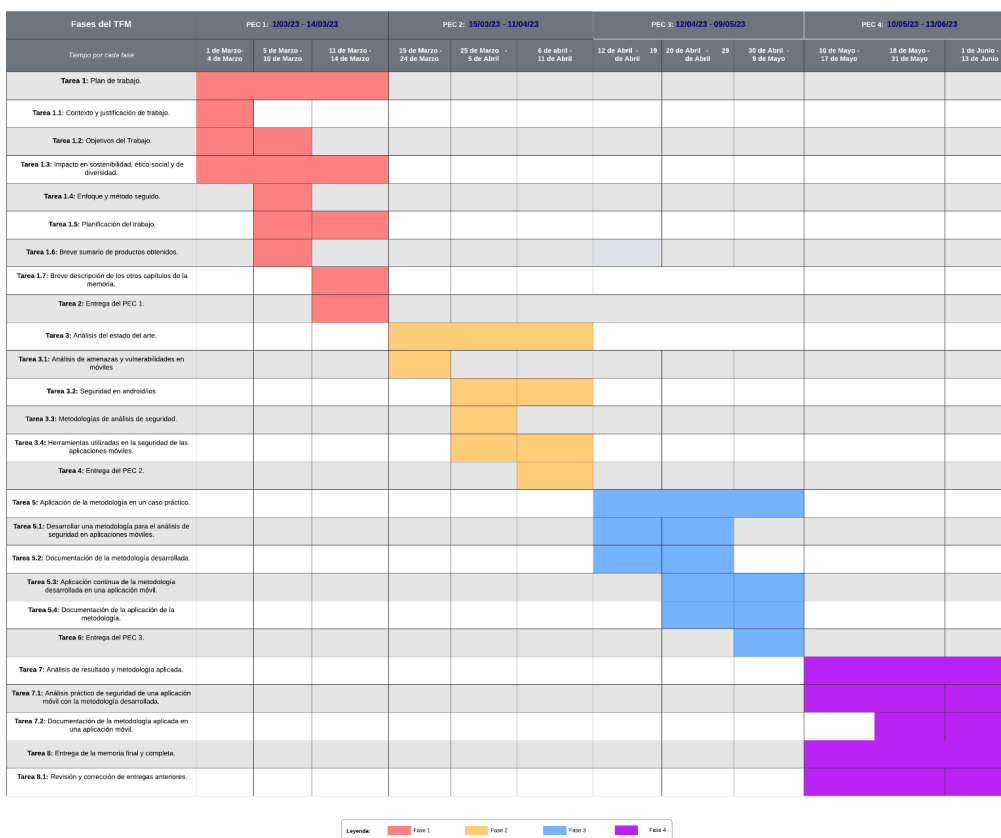 Fases del TFM
PEC 1: 1/03/23 - 14/03/23
PEC 2: 15/03/23 - 11/04/23
PEC 3: 12/04/23 - 09/05/23
PEC 4: 10/05/23 - 13/06/23
Tiempo por cada fase
1 de Marzo-
4 de Marzo
5 de Marzo -
10 de Marzo
11 de Marzo -
14 de Marzo
15 de Marzo -
24 de Marzo
25 de Marzo -
5 de Abril
6 de abril -
11 de Abril
12 de Abril - 19
de Abril
20 de Abril - 29
de Abril
30 de Abril -
9 de Mayo
10 de Mayo -
17 de Mayo
18 de Mayo -
31 de Mayo
1 de Junio -
13 de Junio
Tarea 1: Plan de trabajo.
Tarea 1.1: Contexto y justificación de trabajo.
Tarea 1.2: Objetivos del Trabajo.
Tarea 1.3: Impacto en sostenibilidad, ético-social y de
diversidad.
Tarea 1.4: Enfoque y método seguido.
Tarea 1.5: Planificación del trabajo.
Tarea 1.6: Breve sumario de productos obtenidos.
Tarea 1.7: Breve descripción de los otros capítulos de la
memoria.
Tarea 2: Entrega del PEC 1.
Tarea 3: Análisis del estado del arte.
Tarea 3.1: Análisis de amenazas y vulnerabilidades en
móviles
Tarea 3.2: Seguridad en android/ios
Tarea 3.3: Metodologías de análisis de seguridad.
Tarea 3.4: Herramientas utilizadas en la seguridad de las
aplicaciones móviles.
Tarea 4: Entrega del PEC 2.
Tarea 5: Aplicación de la metodología en un caso práctico.
Tarea 5.1: Desarrollar una metodología para el análisis de
seguridad en aplicaciones móviles.
Tarea 5.2: Documentación de la metodología desarrollada.
Tarea 5.3: Aplicación continua de la metodología
desarrollada en una aplicación móvil.
Tarea 5.4: Documentación de la aplicación de la
metodología.
Tarea 6: Entrega del PEC 3.
Tarea 7: Análisis de resultado y metodología aplicada.
Tarea 7.1: Análisis práctico de seguridad de una aplicación
móvil con la metodología desarrollada.
Tarea 7.2: Documentación de la metodología aplicada en
una aplicación móvil.
Tarea 8: Entrega de la memoria final y completa.
Tarea 8.1: Revisión y corrección de entregas anteriores.
Leyenda:
Fase 1
Fase 2
Fase 3
Fase 4